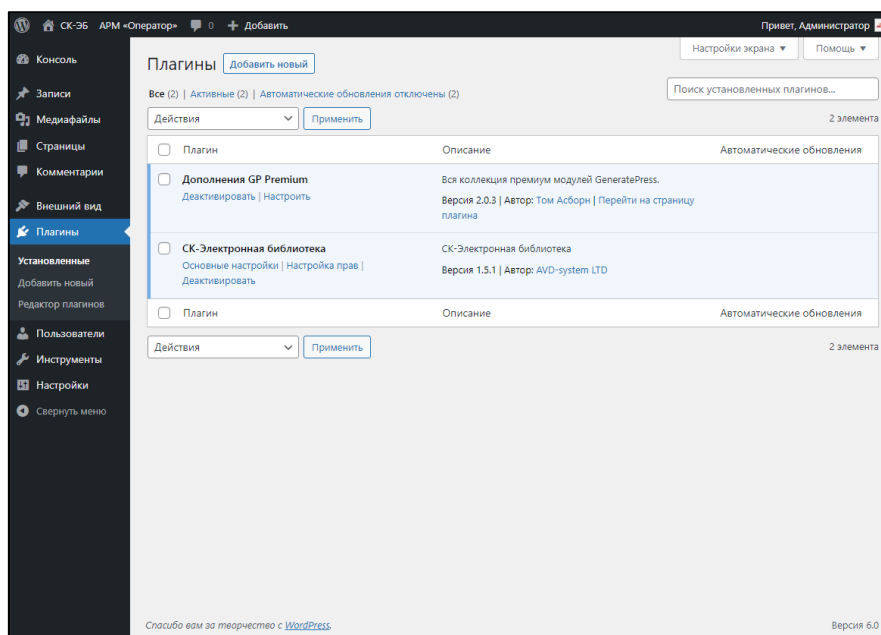 СК-ЭБ АРМ «Оператор» 0 Добавить Привет, Администратор
Настройки экрана ▼ Помощь ▼
Консоль
Записи
Медиафайлы
Страницы
Комментарии
Внешний вид
Плагины
Установленные
Добавить новый
Редактор плагинов
Пользователи
Инструменты
Настройки
Свернуть меню
Плагины Добавить новый
Все (2) | Активные (2) | Автоматические обновления отключены (2)
Поиск установленных плагинов...
Действия Применить 2 элемента
Плагин Описание Автоматические обновления
Дополнения GP Premium Вся коллекция премиум модулей GeneratePress.
Деактивировать | Настроить Версия 2.0.3 | Автор: Том Асборн | Перейти на страницу
плагина
СК-Электронная библиотека СК-Электронная библиотека
Основные настройки | Настройка прав | Версия 1.5.1 | Автор: AVD-system LTD
Деактивировать
Плагин Описание Автоматические обновления
Действия Применить 2 элемента
Спасибо вам за творчество с WordPress. Версия 6.0